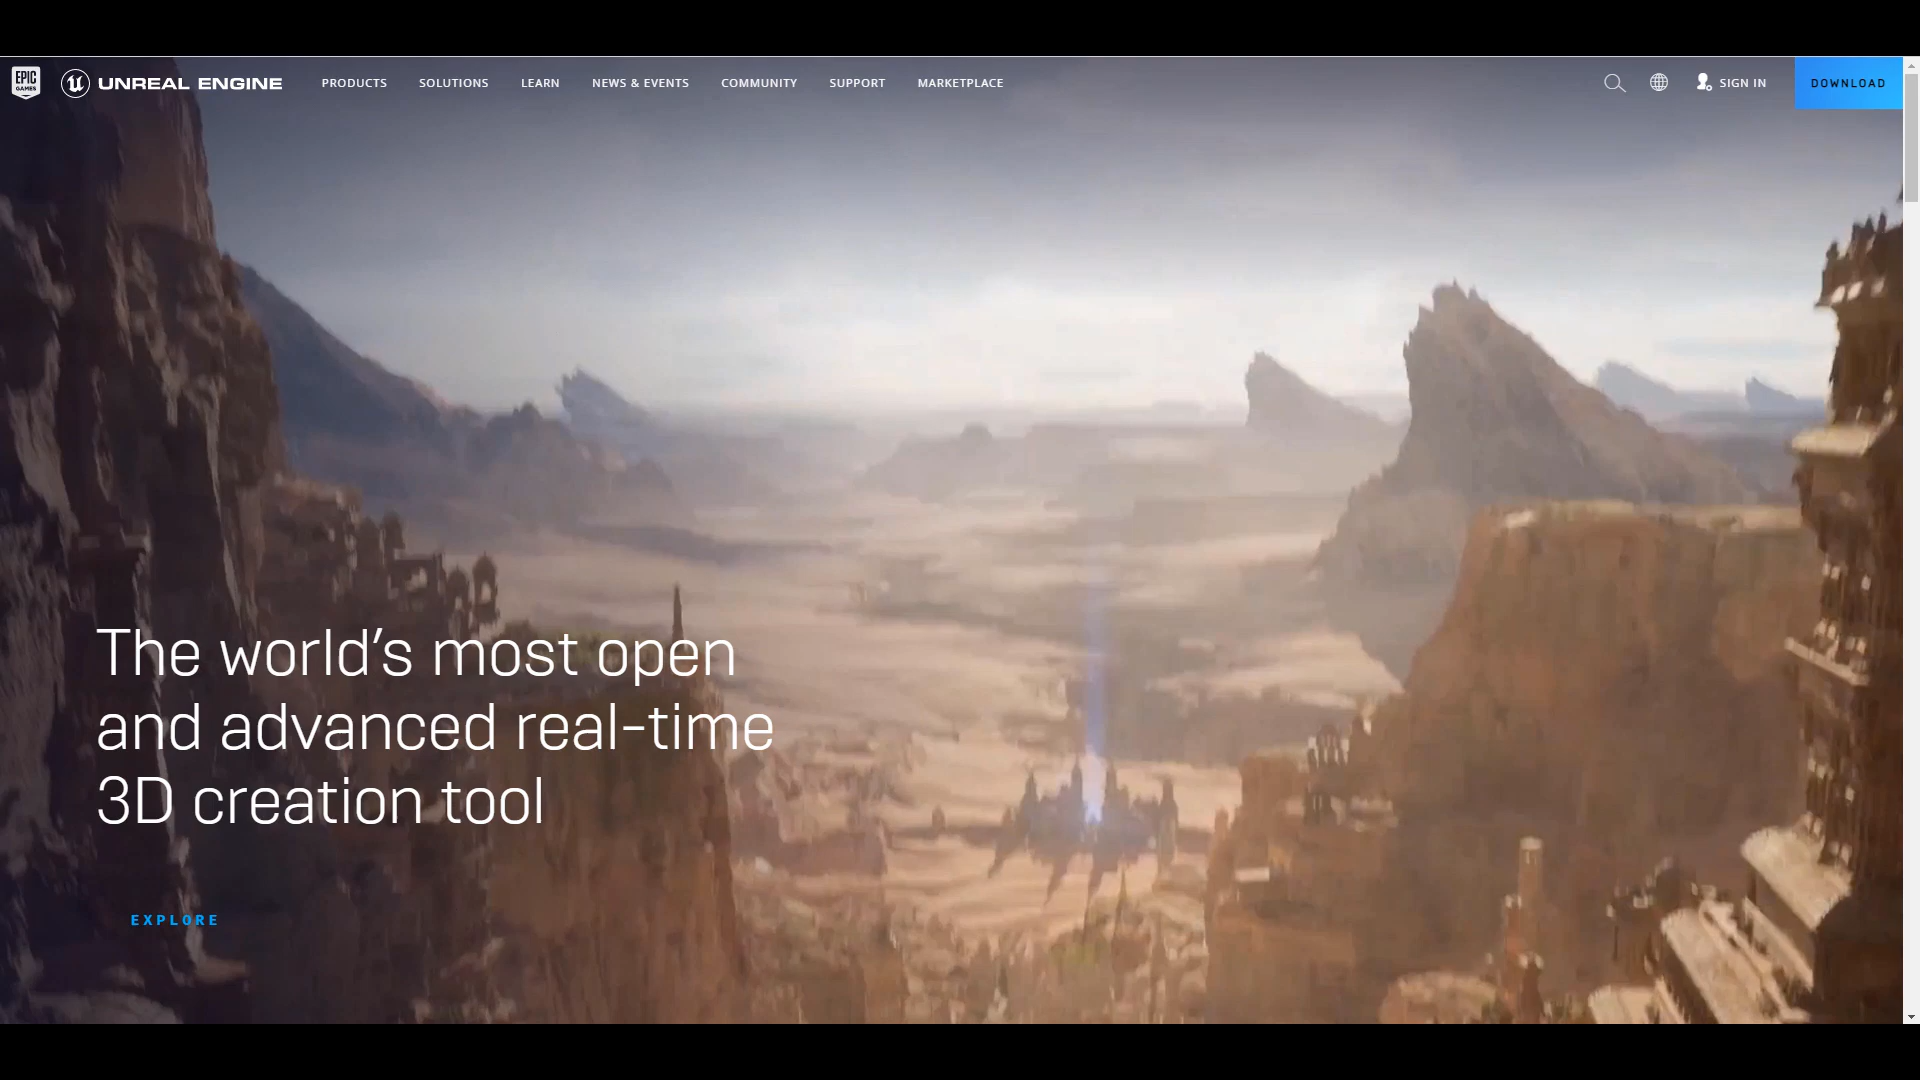 EPIC
GAMES
UNREAL ENGINE
PRODUCTS
SOLUTIONS
LEARN
NEWS & EVENTS
COMMUNITY
SUPPORT
MARKETPLACE
SIGN IN
DOWNLOAD
The world's most open
and advanced real-time
3D creation tool
EXPLORE